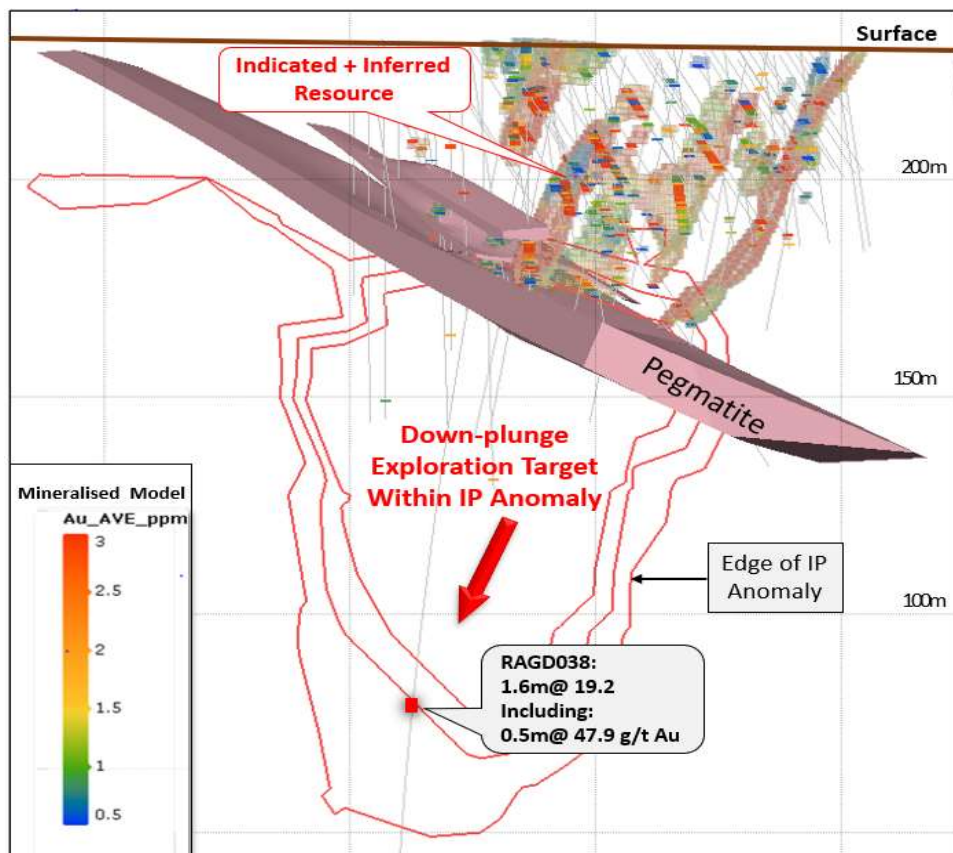 Surface
Indicated + Inferred
Resource
200m
150m
Pegmatite
Down-plunge
Exploration Target
Within IP Anomaly
Edge of IP
Anomaly
100m
RAGD038:
1.6m@ 19.2
Including:
0.5m@ 47.9 g/t Au
Mineralised Model
Au_AVE_ppm
3
2.5
2
1.5
1
0.5